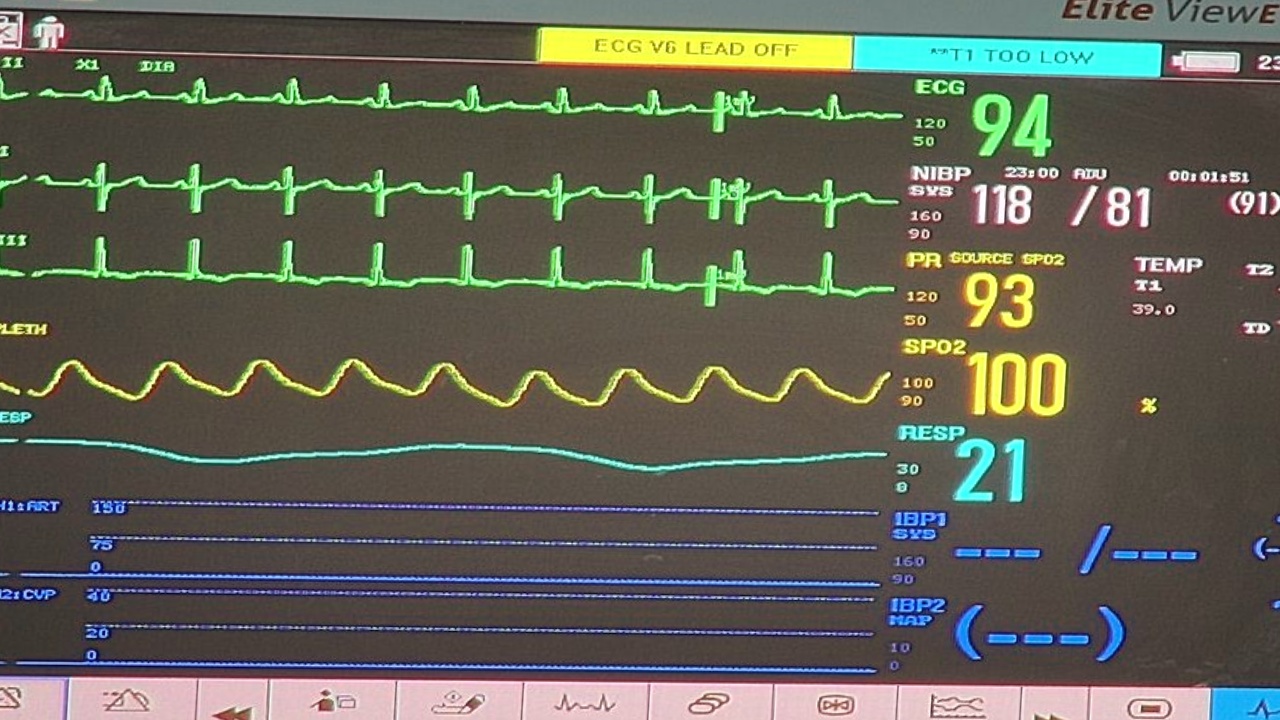 Elite View
ECG V6 LEAD OFF
**T1 TOO LOW
23
II X1 DIA
ECG
94
120
50
I
NIBP 23:00 ADU 00:01:51
SYS
118 / 81 (91)
160
90
III
PR SOURCE SPO2
93
120
50
TEMP T2
T1
39.0
TD
PLETH
SPO2
100 %
100
90
RESP
RESP
21
30
8
ART
150
75
0
IBP1
SYS
--- / --- (-
160
90
CVP
40
20
0
IBP2
MAP
(---)
10
0